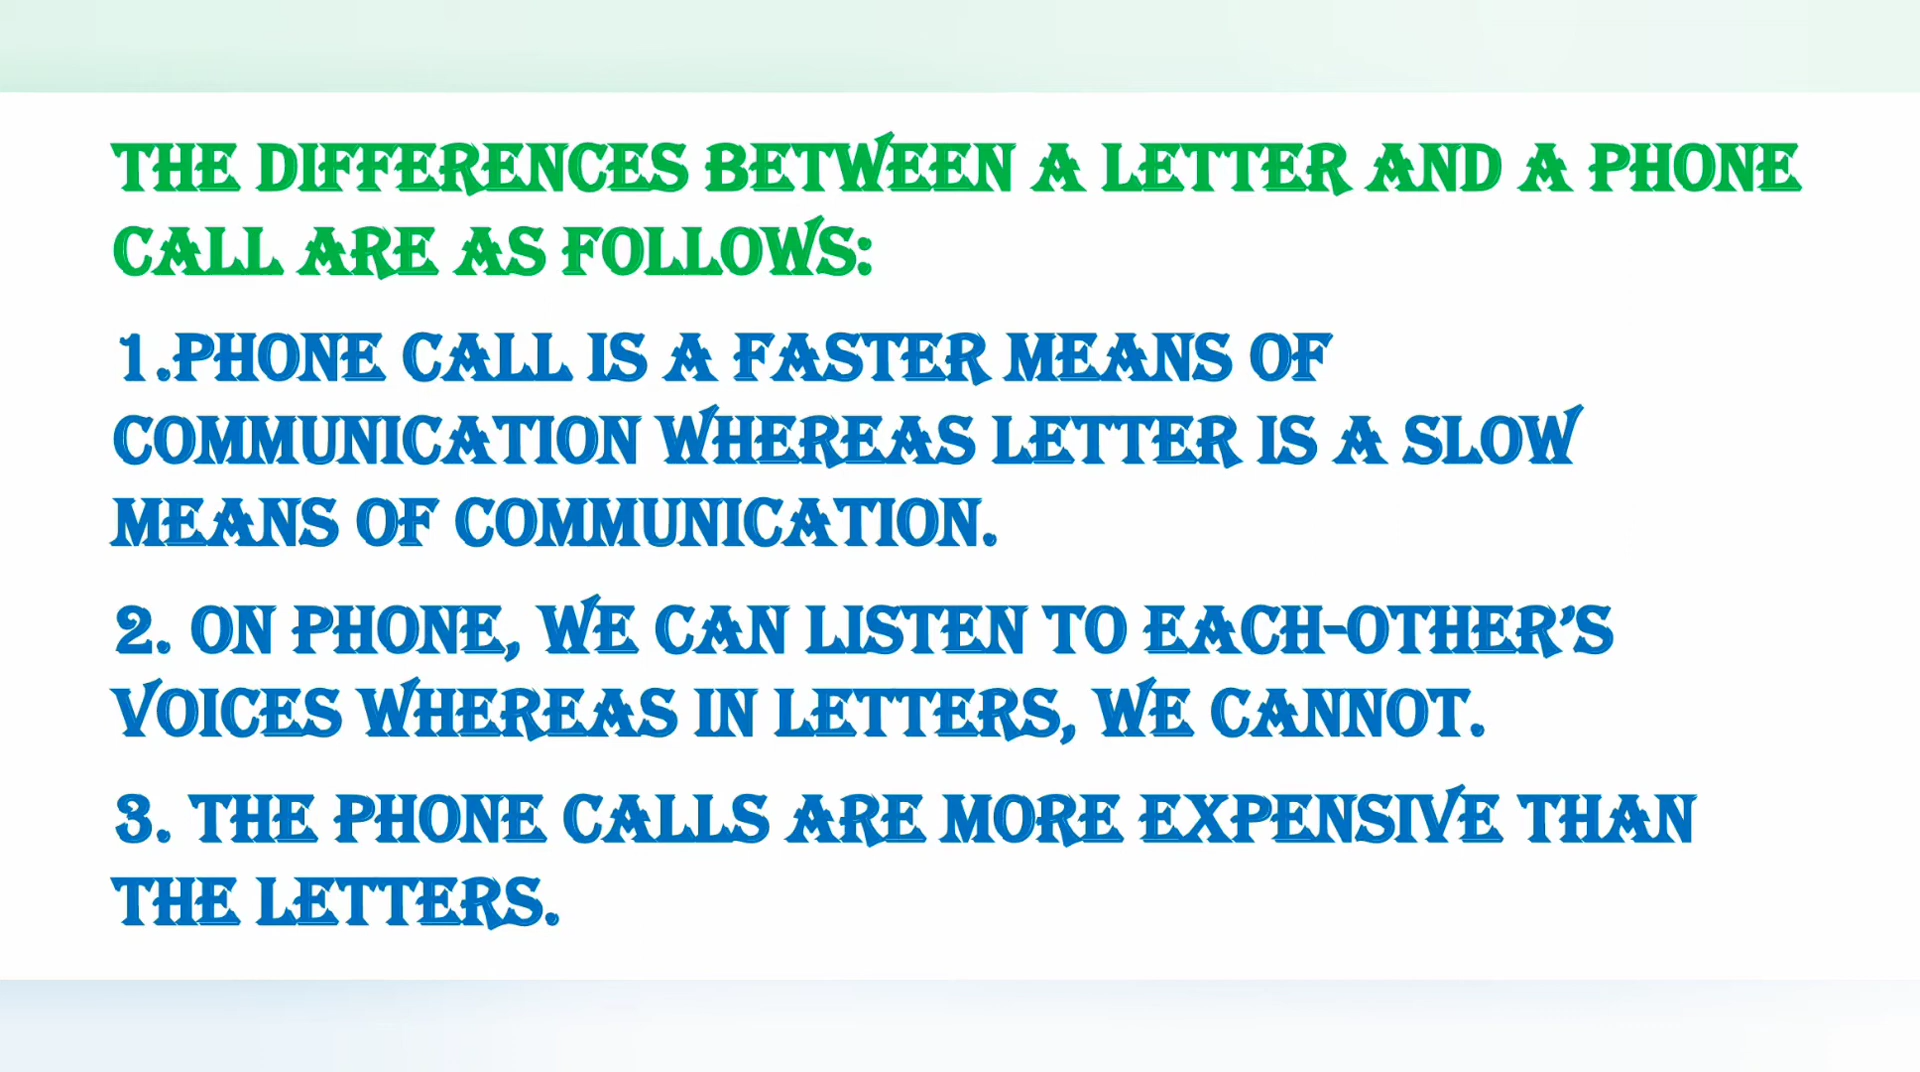 THE DIFFERENCES BETWEEN A LETTER AND A PHONE
CALL ARE AS FOLLOWS:
1.PHONE CALL IS A FASTER MEANS OF
COMMUNICATION WHEREAS LETTER IS A SLOW
MEANS OF COMMUNICATION.
2. ON PHONE, WE CAN LISTEN TO EACH-OTHER’S
VOICES WHEREAS IN LETTERS, WE CANNOT.
3. THE PHONE CALLS ARE MORE EXPENSIVE THAN
THE LETTERS.